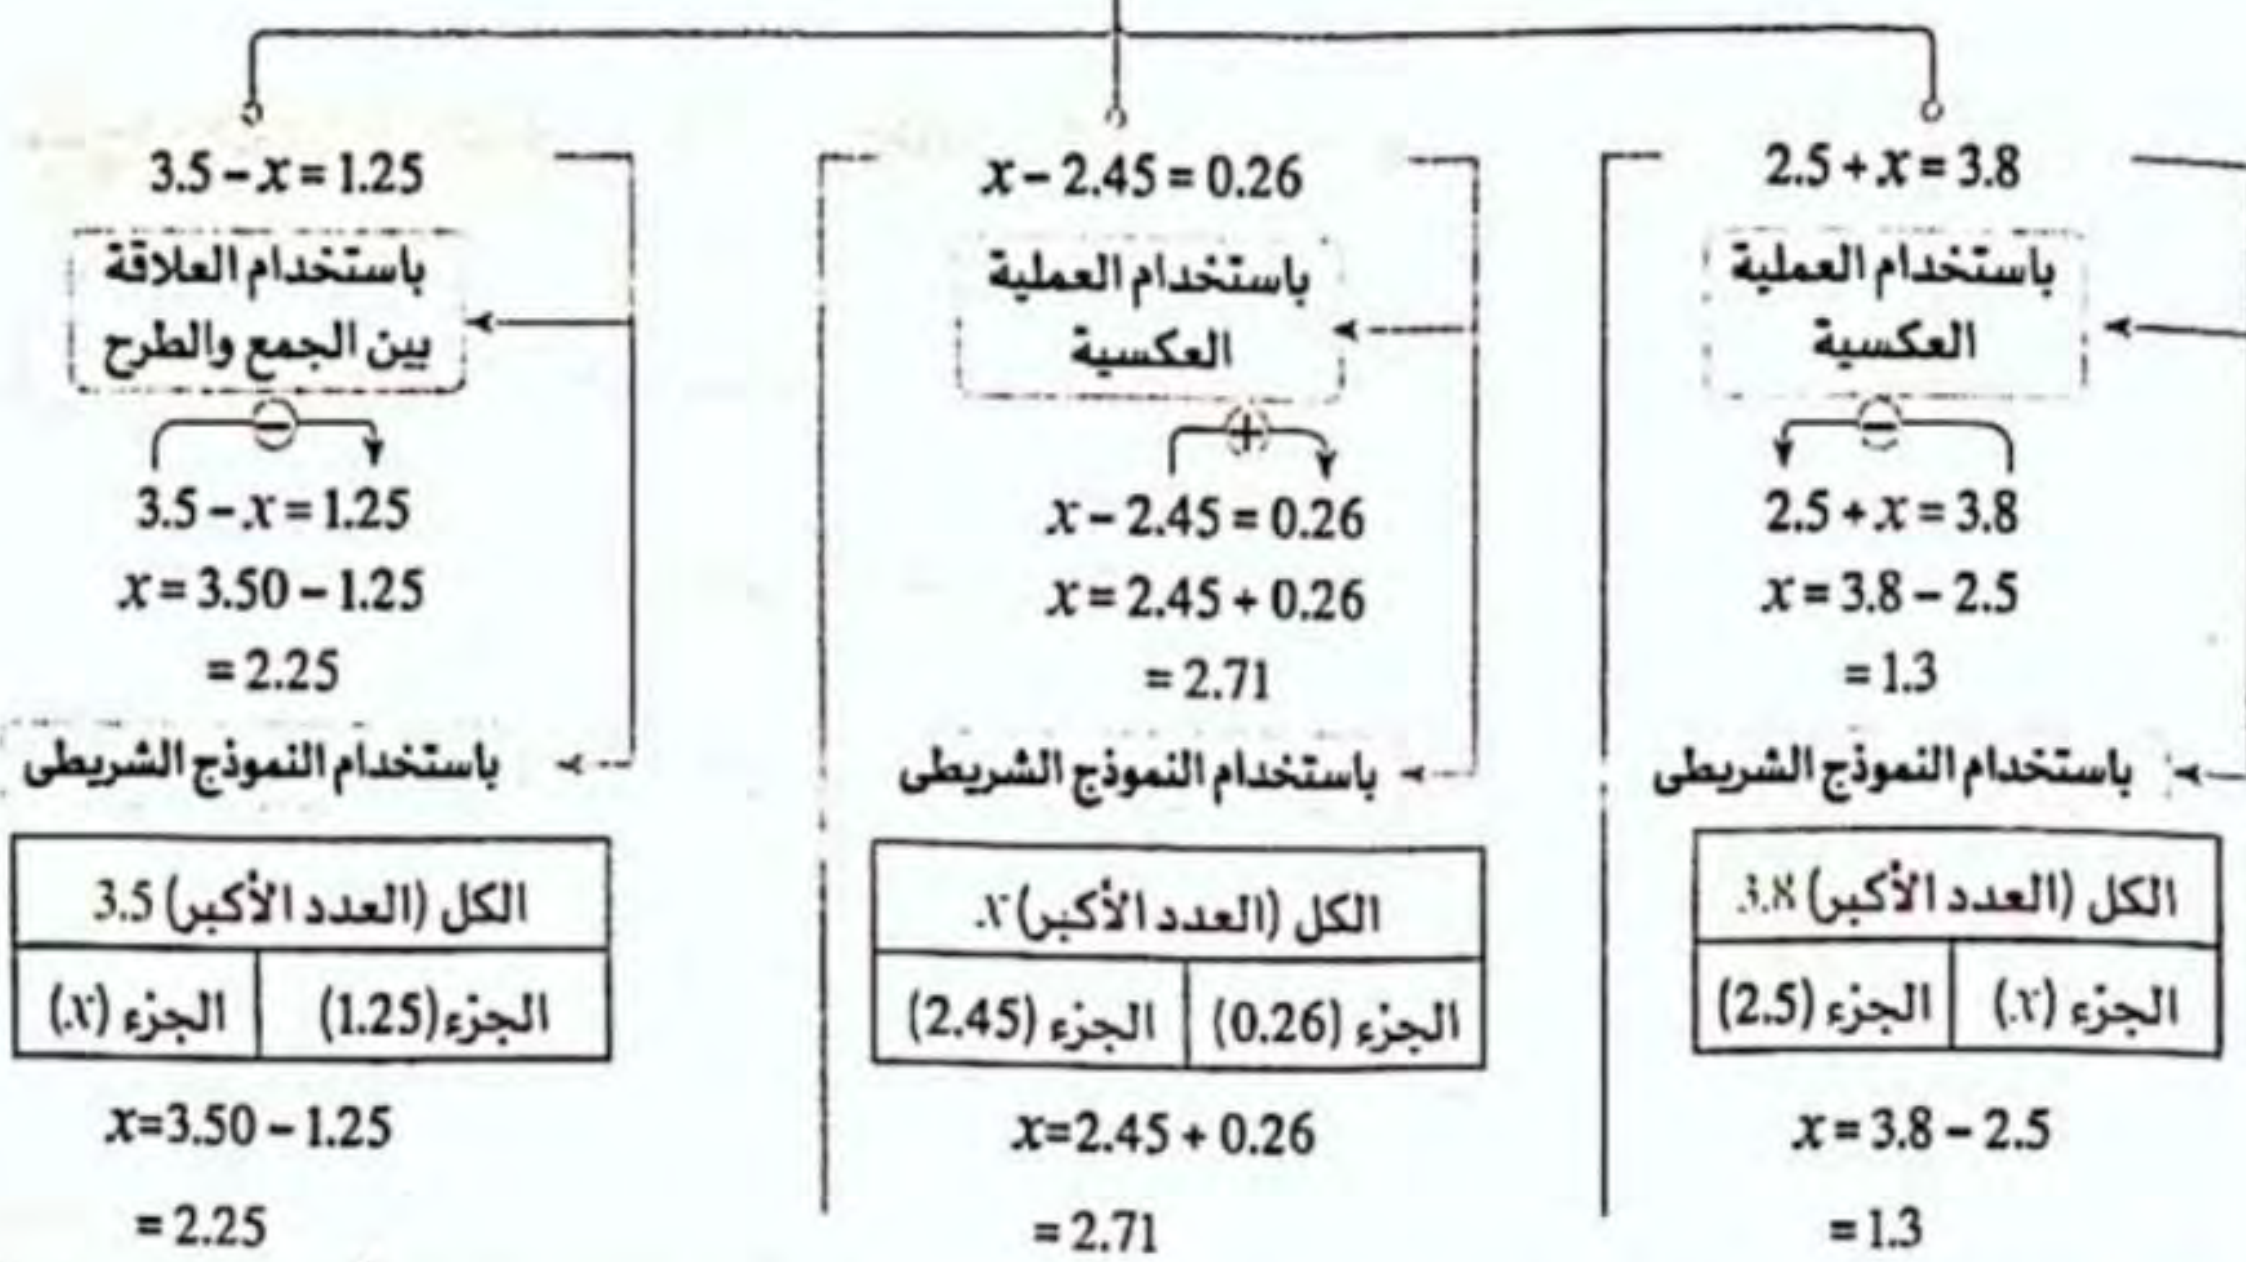 2.5 + x = 3.8
باستخدام العملية
العكسية
−
2.5 + x = 3.8
x = 3.8 − 2.5
= 1.3
باستخدام النموذج الشريطى
الكل (العدد الأكبر) 3.8
الجزء (x)
الجزء (2.5)
x = 3.8 − 2.5
= 1.3
x − 2.45 = 0.26
باستخدام العملية
العكسية
+
x − 2.45 = 0.26
x = 2.45 + 0.26
= 2.71
باستخدام النموذج الشريطى
الكل (العدد الأكبر) x
الجزء (0.26)
الجزء (2.45)
x=2.45 + 0.26
= 2.71
3.5 − x = 1.25
باستخدام العلاقة
بين الجمع والطرح
−
3.5 − x = 1.25
x = 3.50 − 1.25
= 2.25
باستخدام النموذج الشريطى
الكل (العدد الأكبر) 3.5
الجزء(1.25)
الجزء (x)
x=3.50 − 1.25
= 2.25